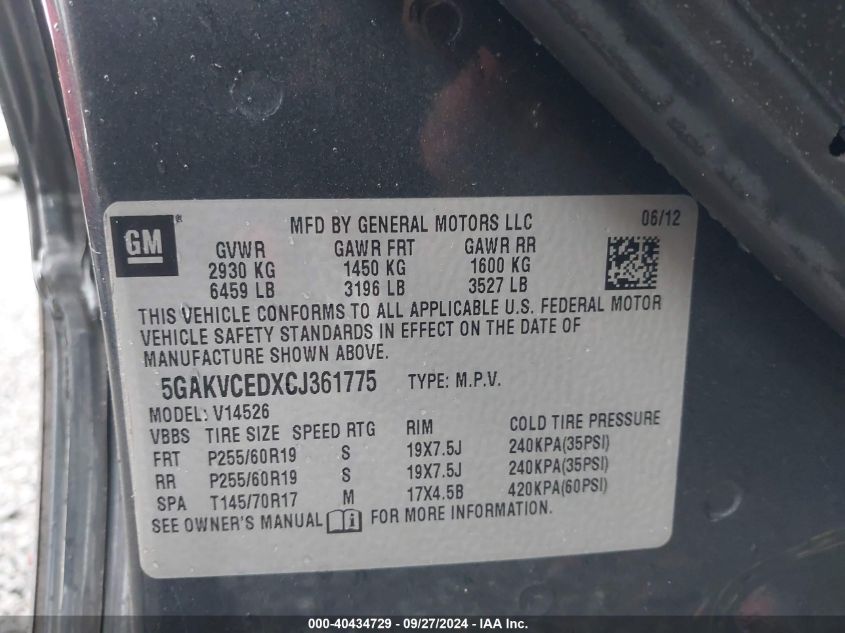 GM ®
MFD BY GENERAL MOTORS LLC 06/12
GVWR GAWR FRT GAWR RR
2930 KG 1450 KG 1600 KG
6459 LB 3196 LB 3527 LB
THIS VEHICLE CONFORMS TO ALL APPLICABLE U.S. FEDERAL MOTOR
VEHICLE SAFETY STANDARDS IN EFFECT ON THE DATE OF
MANUFACTURE SHOWN ABOVE.
5GAKVCEDXCJ361775 TYPE: M.P.V.
MODEL: V14526
VBBS TIRE SIZE SPEED RTG RIM COLD TIRE PRESSURE
FRT P255/60R19 S 19X7.5J 240KPA(35PSI)
RR P255/60R19 S 19X7.5J 240KPA(35PSI)
SPA T145/70R17 M 17X4.5B 420KPA(60PSI)
SEE OWNER'S MANUAL i FOR MORE INFORMATION.
000-40434729 - 09/27/2024 - IAA Inc.